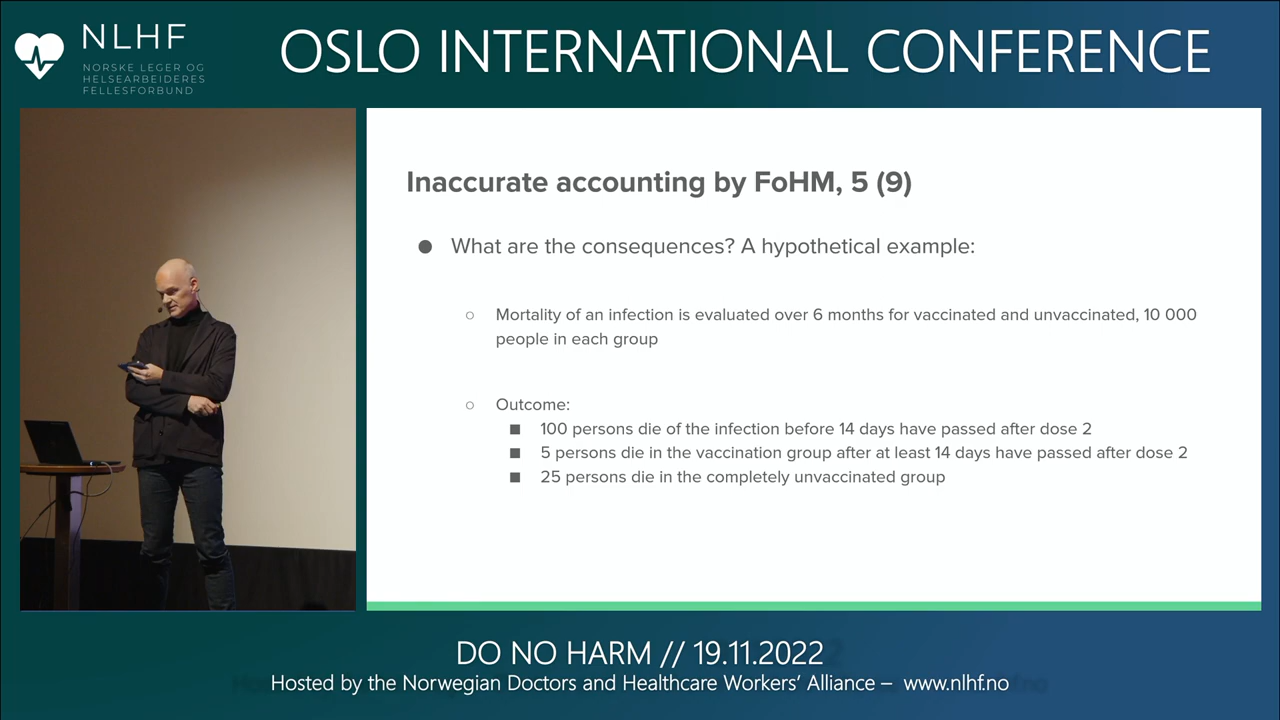 NLHF
NORSKE LEGER OG
HELSEARBEIDERES
FELLESFORBUND
OSLO INTERNATIONAL CONFERENCE
Inaccurate accounting by FoHM, 5 (9)
● What are the consequences? A hypothetical example:
○ Mortality of an infection is evaluated over 6 months for vaccinated and unvaccinated, 10 000
people in each group
○ Outcome:
■ 100 persons die of the infection before 14 days have passed after dose 2
■ 5 persons die in the vaccination group after at least 14 days have passed after dose 2
■ 25 persons die in the completely unvaccinated group
DO NO HARM // 19.11.2022
Hosted by the Norwegian Doctors and Healthcare Workers' Alliance – www.nlhf.no